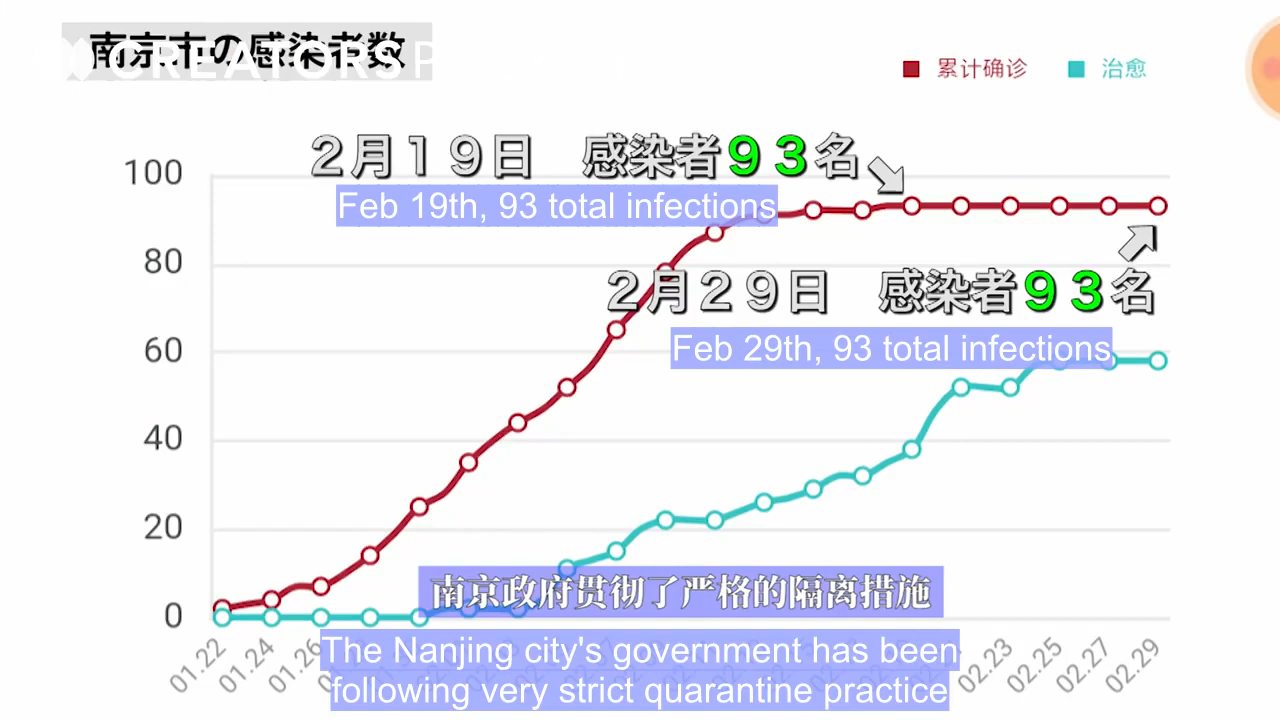 南京市の感染者数
CREATORSP
累计确诊 治愈
2月19日 感染者93名
Feb 19th, 93 total infections
2月29日 感染者93名
Feb 29th, 93 total infections
100
80
60
40
20
0
南京政府贯彻了严格的隔离措施
01.22 01.24 01.26 02.23 02.25 02.27 02.29
The Nanjing city's government has been
following very strict quarantine practice